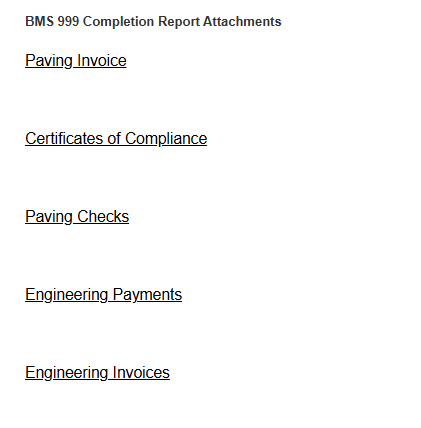 BMS 999 Completion Report Attachments
Paving Invoice
Certificates of Compliance
Paving Checks
Engineering Payments
Engineering Invoices